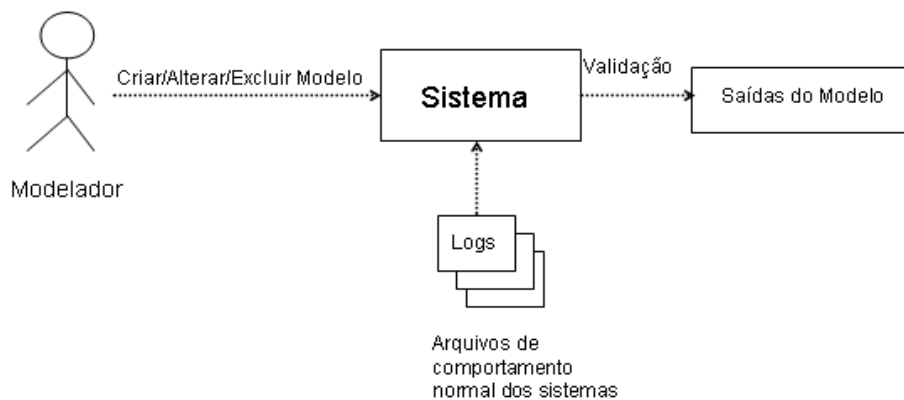 Criar/Alterar/Excluir Modelo
Sistema
Validação
Saídas do Modelo
Modelador
Logs
Arquivos de
comportamento
normal dos sistemas